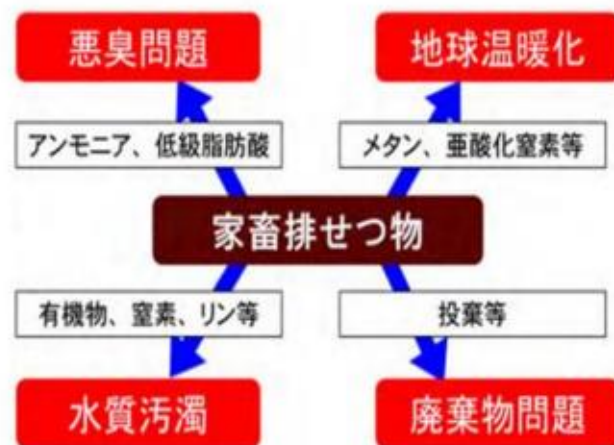 悪臭問題
地球温暖化
アンモニア、低級脂肪酸
メタン、亜酸化窒素等
家畜排せつ物
有機物、窒素、リン等
投棄等
水質汚濁
廃棄物問題